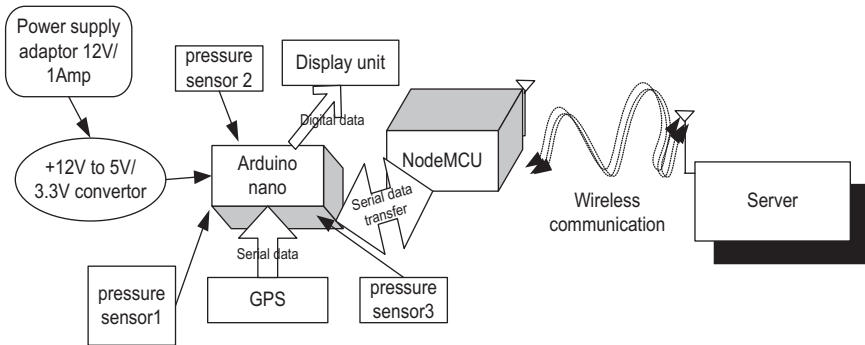 Power supply
adaptor 12V/
1Amp
pressure
sensor 2
Display unit
Digital data
+12V to 5V/
3.3V convertor
Arduino
nano
NodeMCU
Serial data
transfer
Wireless
communication
Server
Serial data
pressure
sensor1
GPS
pressure
sensor3